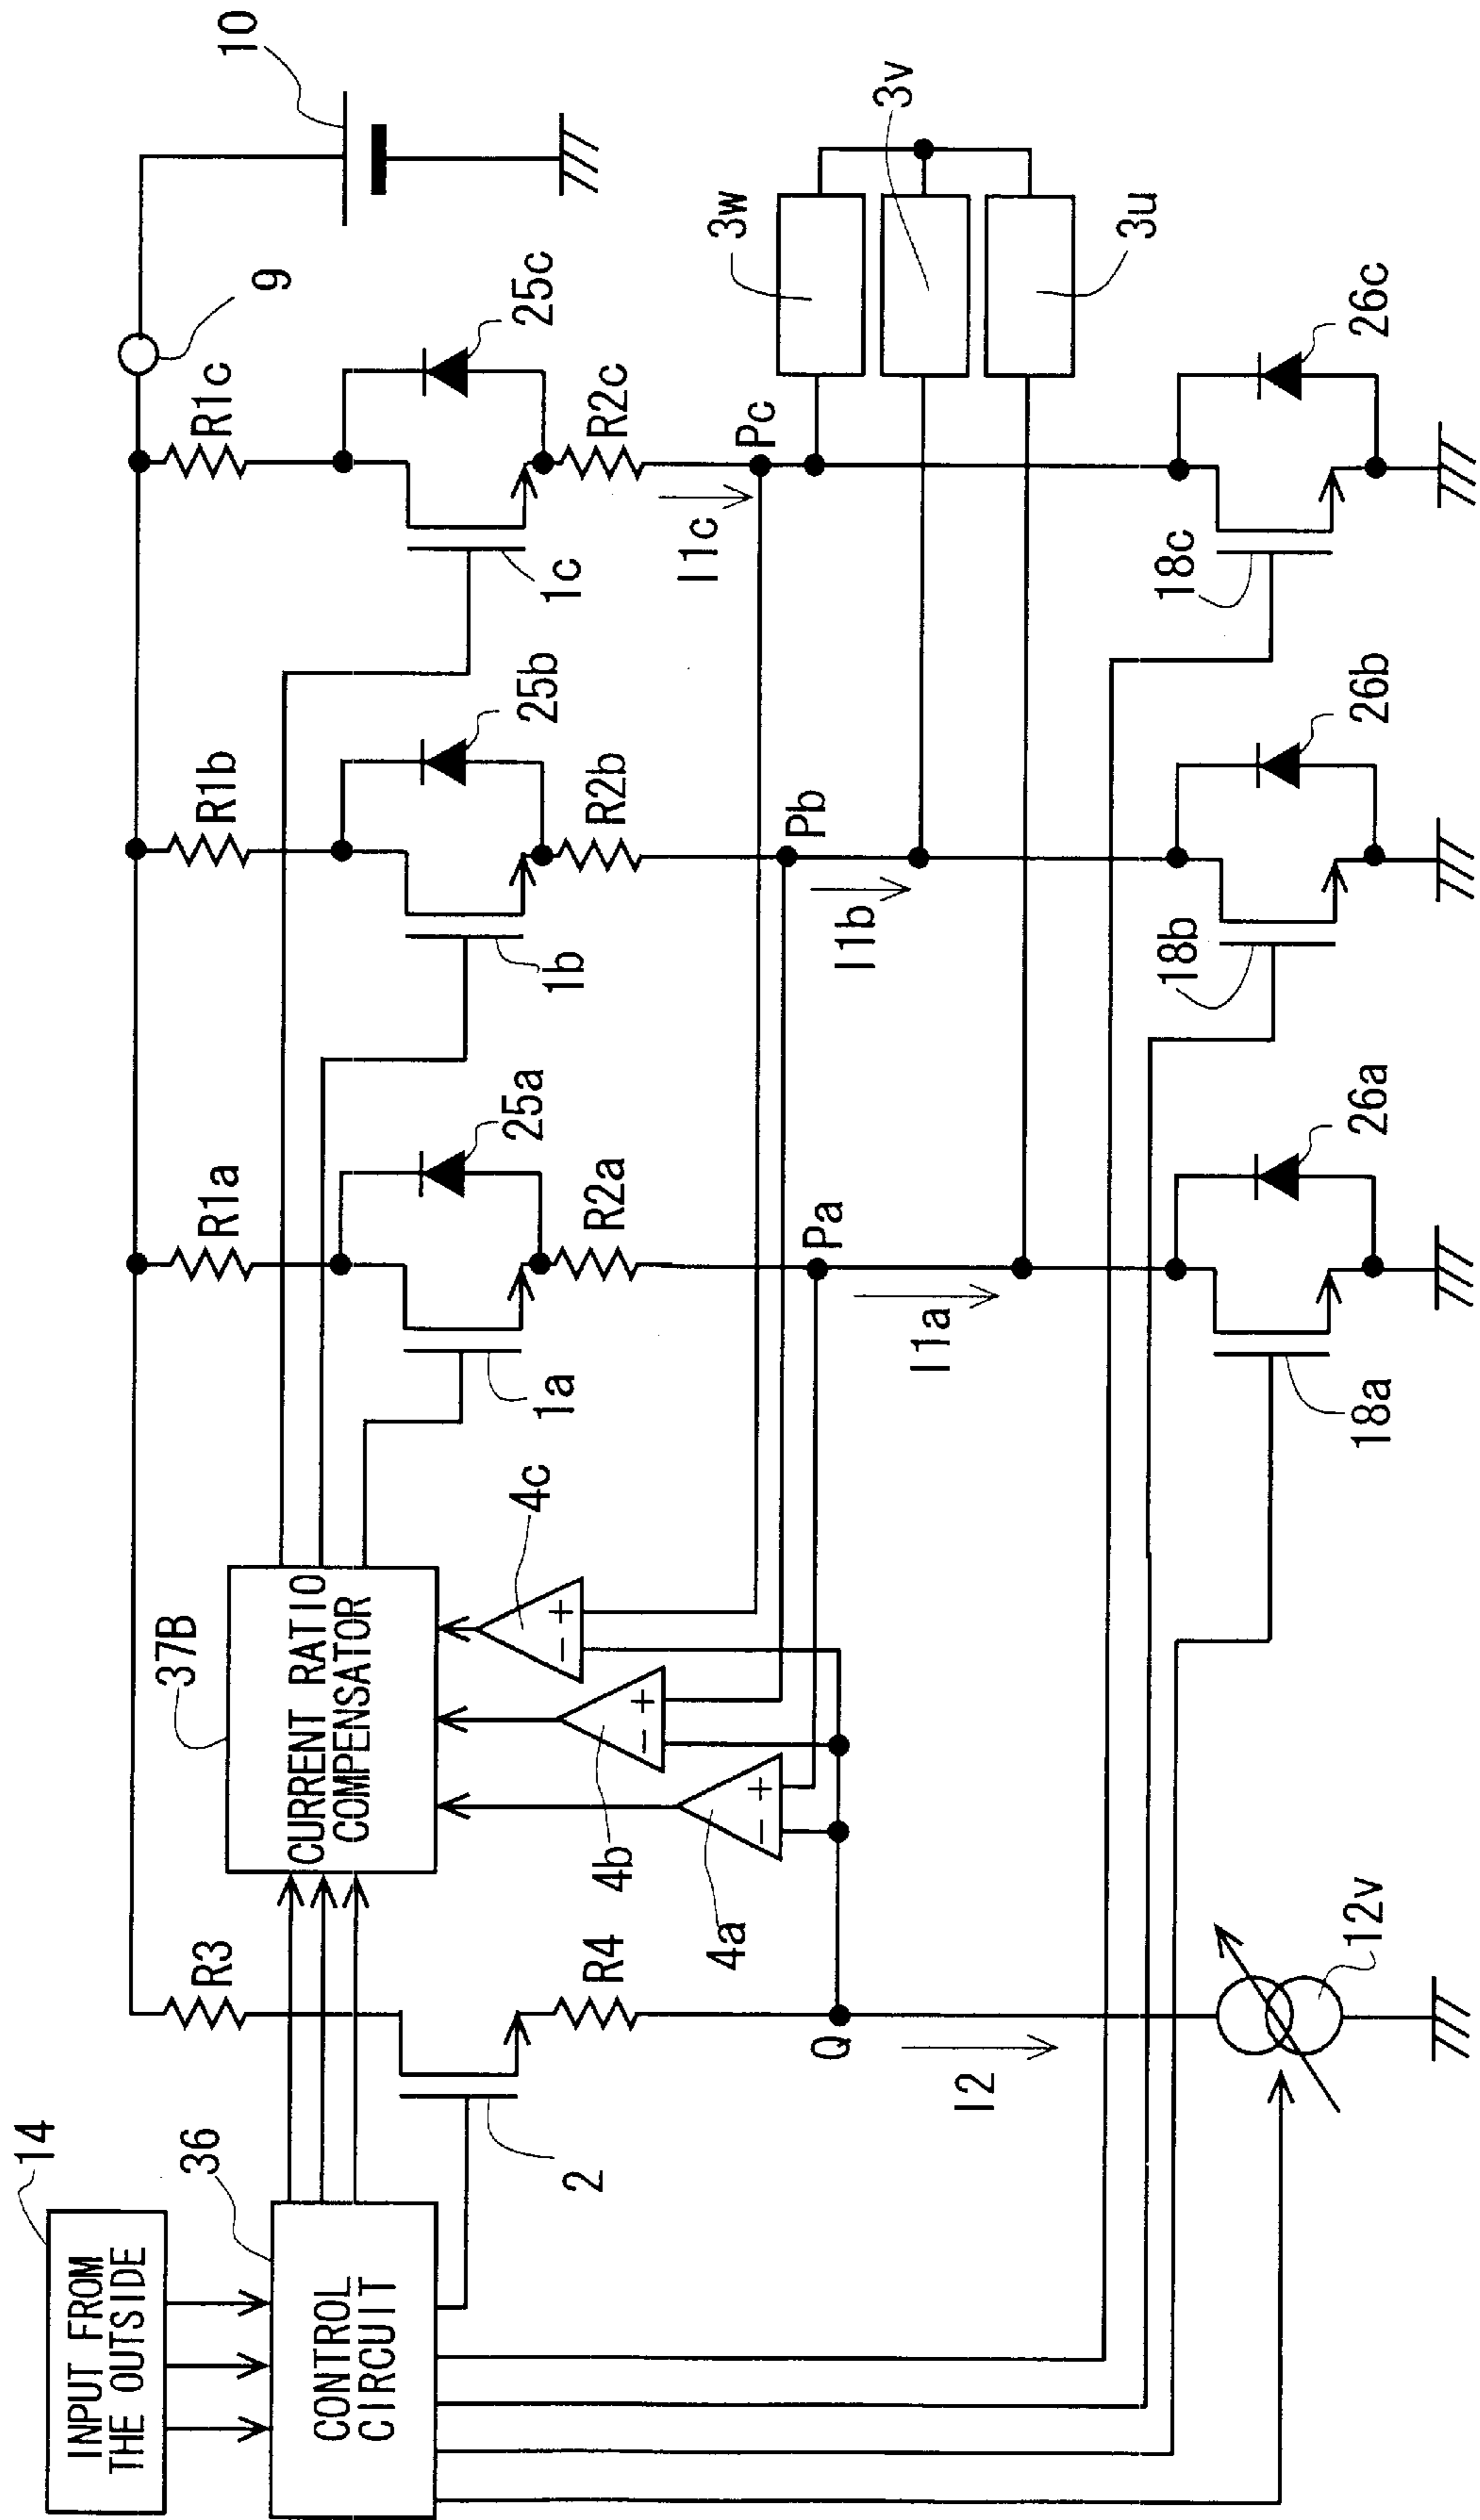 INPUT FROM
THE OUTSIDE
14
CONTROL
CIRCUIT
36
2
R3
R4
Q
I2
12v
37B
CURRENT RATIO
COMPENSATOR
4a
4b
4c
- +
- +
- +
R1a
25a
1a
R2a
Pa
I1a
18a
26a
R1b
25b
1b
R2b
Pb
I1b
18b
26b
R1c
25c
1c
R2c
Pc
I1c
18c
26c
9
10
3w
3v
3u